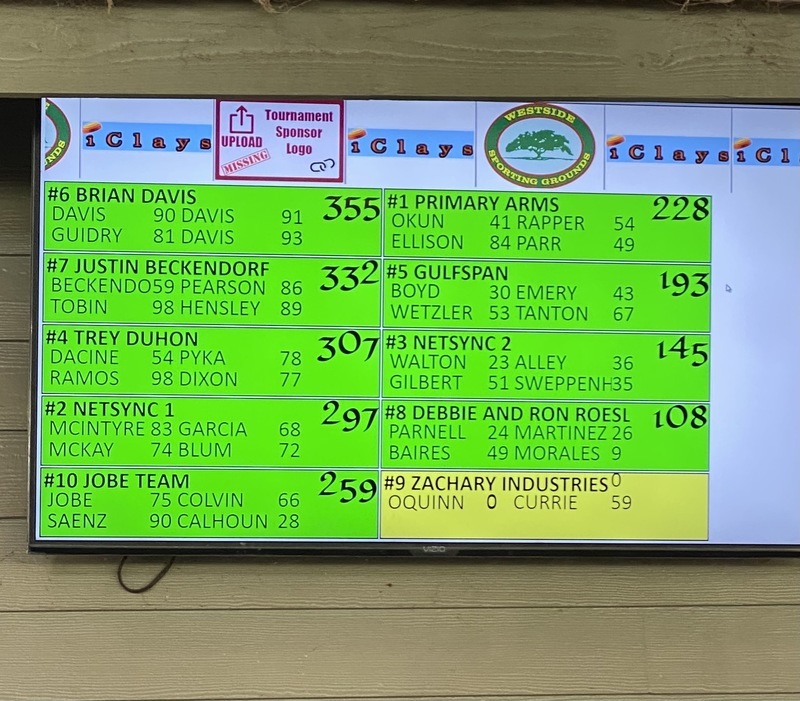 NDS
iClays
UPLOAD
MISSING
Tournament
Sponsor
Logo
iClays
WESTSIDE
SPORTING GROUNDS
iClays
iCl
#6 BRIAN DAVIS 355
DAVIS 90 DAVIS 91
GUIDRY 81 DAVIS 93
#7 JUSTIN BECKENDORF 332
BECKENDO59 PEARSON 86
TOBIN 98 HENSLEY 89
#4 TREY DUHON 307
DACINE 54 PYKA 78
RAMOS 98 DIXON 77
#2 NETSYNC 1 297
MCINTYRE 83 GARCIA 68
MCKAY 74 BLUM 72
#10 JOBE TEAM 259
JOBE 75 COLVIN 66
SAENZ 90 CALHOUN 28
#1 PRIMARY ARMS 228
OKUN 41 RAPPER 54
ELLISON 84 PARR 49
#5 GULFSPAN 193
BOYD 30 EMERY 43
WETZLER 53 TANTON 67
#3 NETSYNC 2 145
WALTON 23 ALLEY 36
GILBERT 51 SWEPPENH35
#8 DEBBIE AND RON ROESL 108
PARNELL 24 MARTINEZ 26
BAIRES 49 MORALES 9
#9 ZACHARY INDUSTRIES 0
OQUINN 0 CURRIE 59
VIZIO